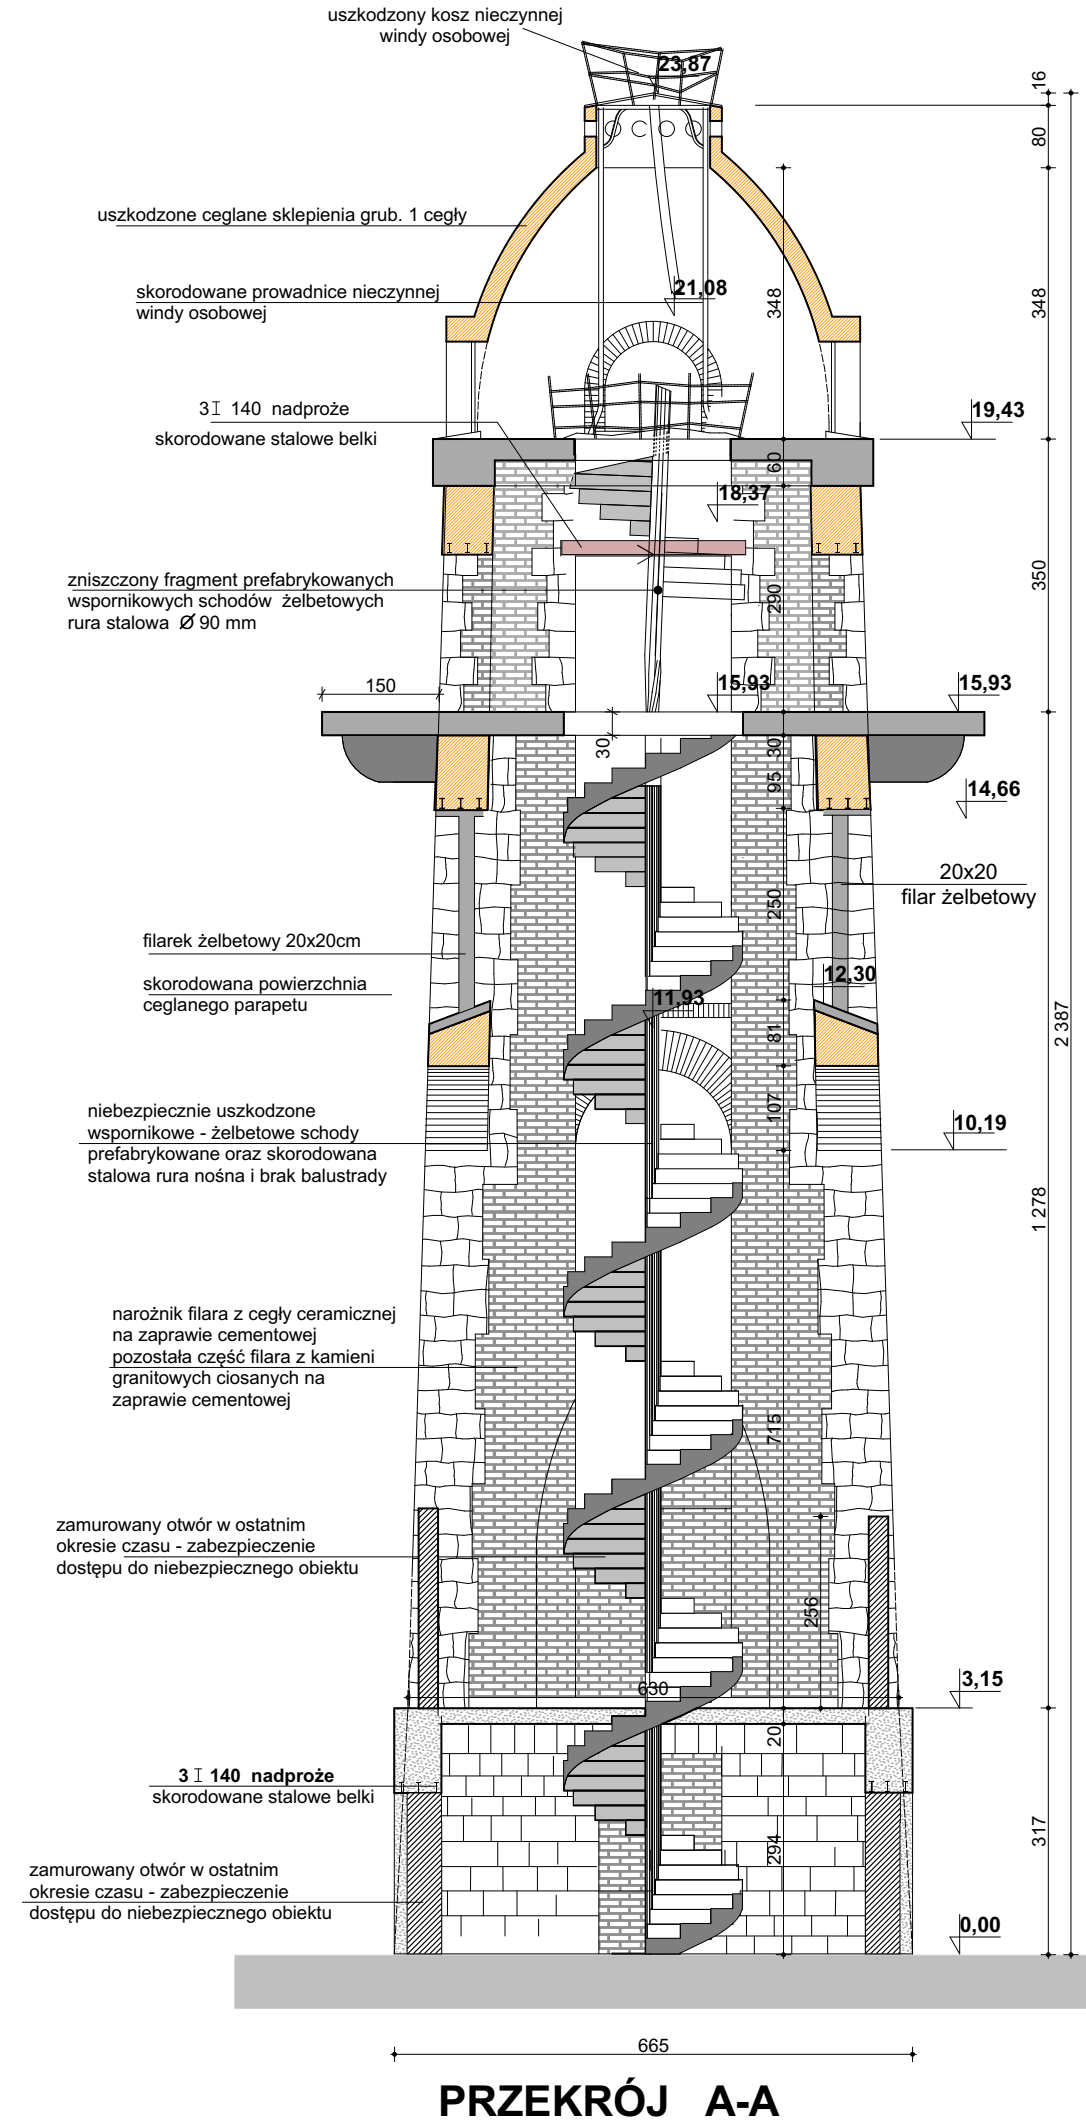 uszkodzony kosz nieczynnej
windy osobowej
23,87
16
80
uszkodzone ceglane sklepienia grub. 1 cegły
skorodowane prowadnice nieczynnej
windy osobowej
21,08
348
348
3 I 140 nadproże
skorodowane stalowe belki
19,43
60
18,37
zniszczony fragment prefabrykowanych
wspornikowych schodów żelbetowych
rura stalowa Ø 90 mm
290
350
150
15,93
15,93
30
30
95
14,66
20x20
filar żelbetowy
250
filarek żelbetowy 20x20cm
skorodowana powierzchnia
ceglanego parapetu
12,30
11,93
81
2 387
niebezpiecznie uszkodzone
wspornikowe - żelbetowe schody
prefabrykowane oraz skorodowana
stalowa rura nośna i brak balustrady
107
10,19
1 278
narożnik filara z cegły ceramicznej
na zaprawie cementowej
pozostała część filara z kamieni
granitowych ciosanych na
zaprawie cementowej
715
zamurowany otwór w ostatnim
okresie czasu - zabezpieczenie
dostępu do niebezpiecznego obiektu
256
630
3,15
20
3 I 140 nadproże
skorodowane stalowe belki
294
317
zamurowany otwór w ostatnim
okresie czasu - zabezpieczenie
dostępu do niebezpiecznego obiektu
0,00
665
PRZEKRÓJ A-A